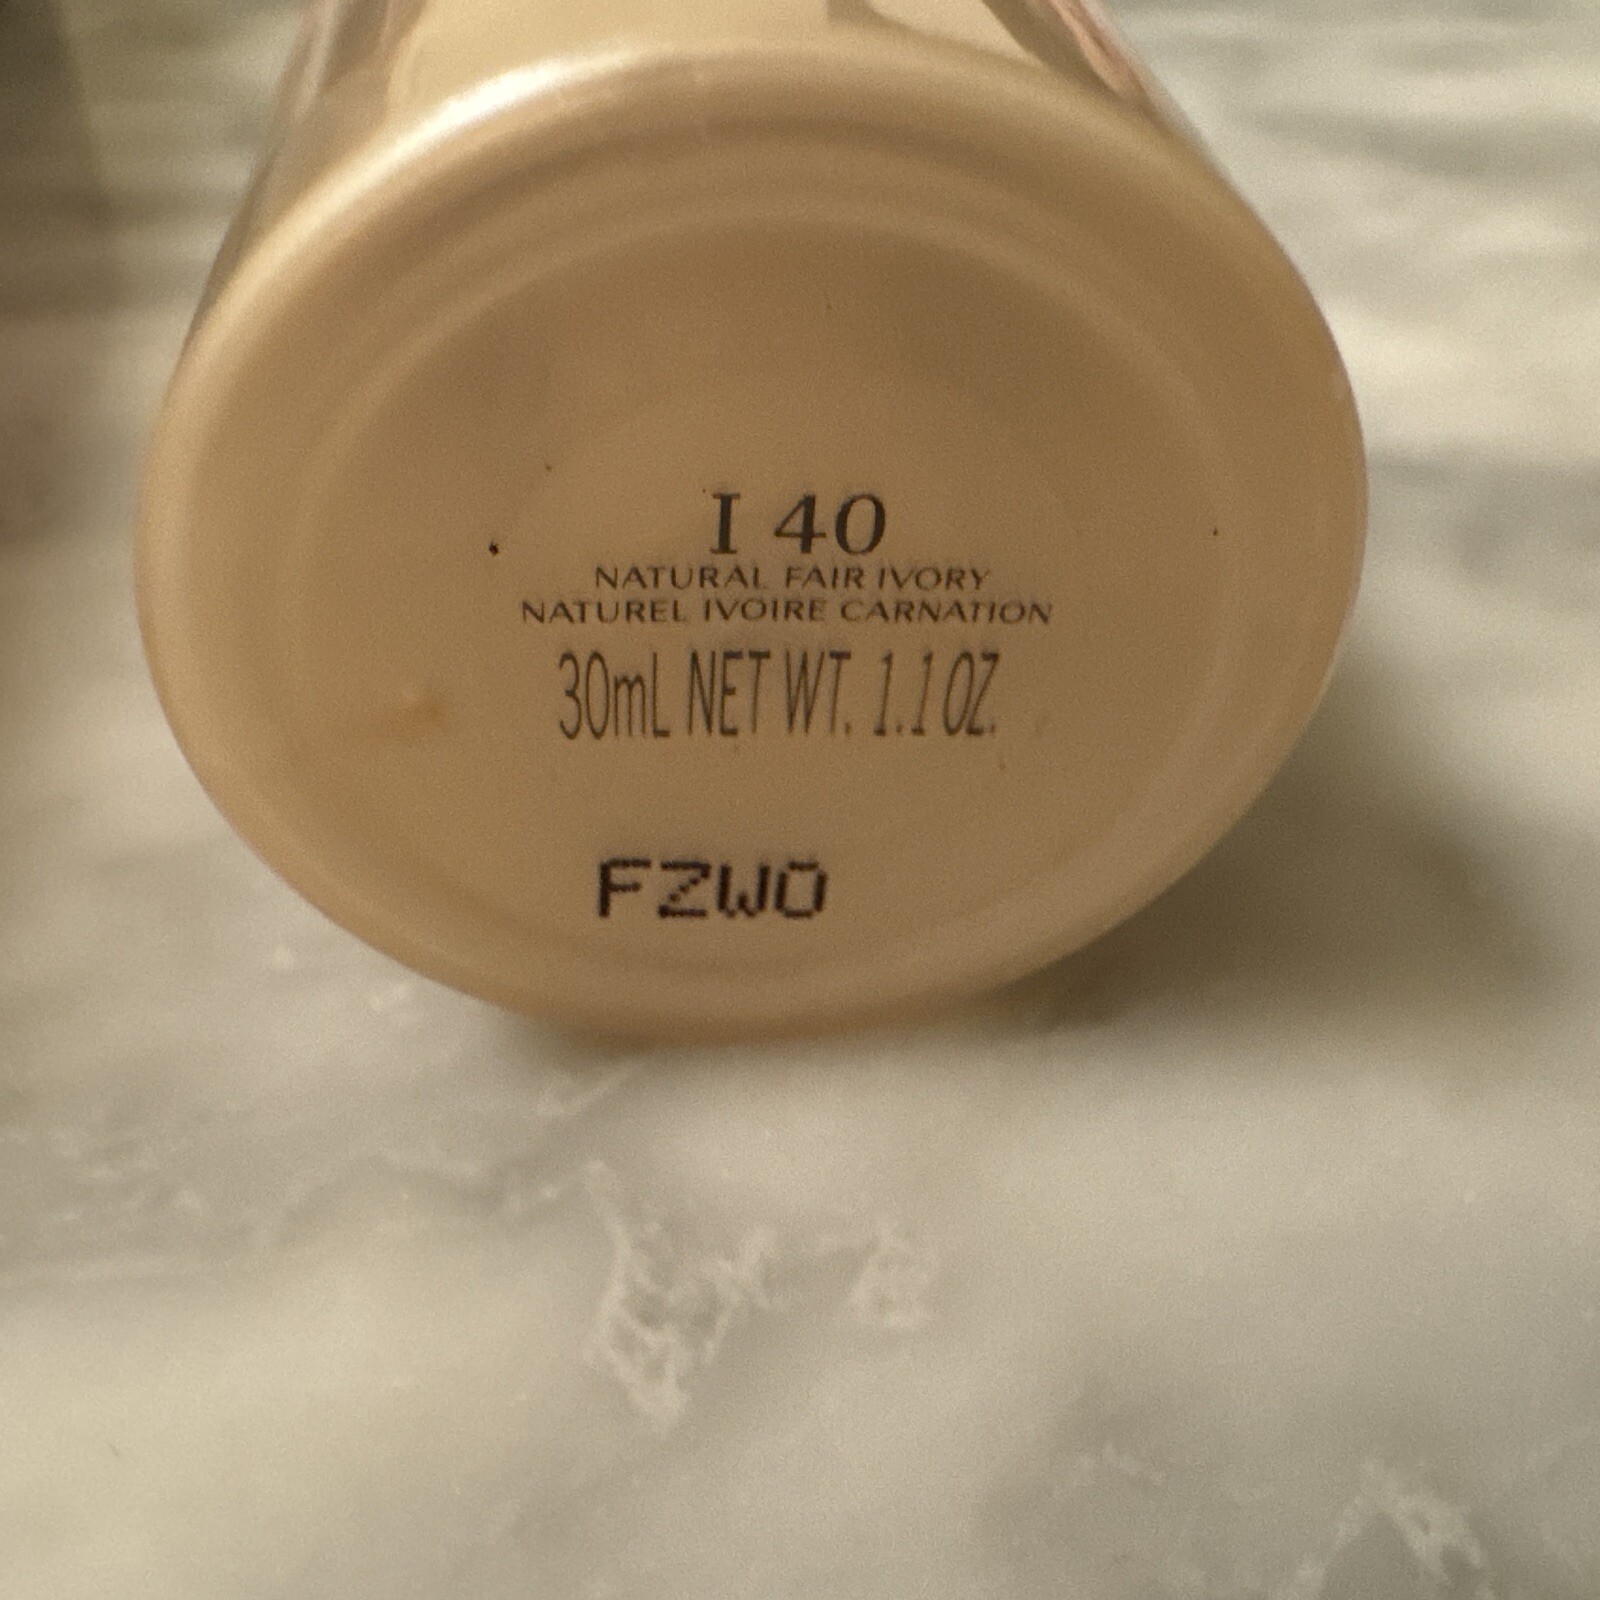 I 40
NATURAL FAIR IVORY
NATUREL IVOIRE CARNATION
30mL NET WT. 1.1 OZ.
FZWO